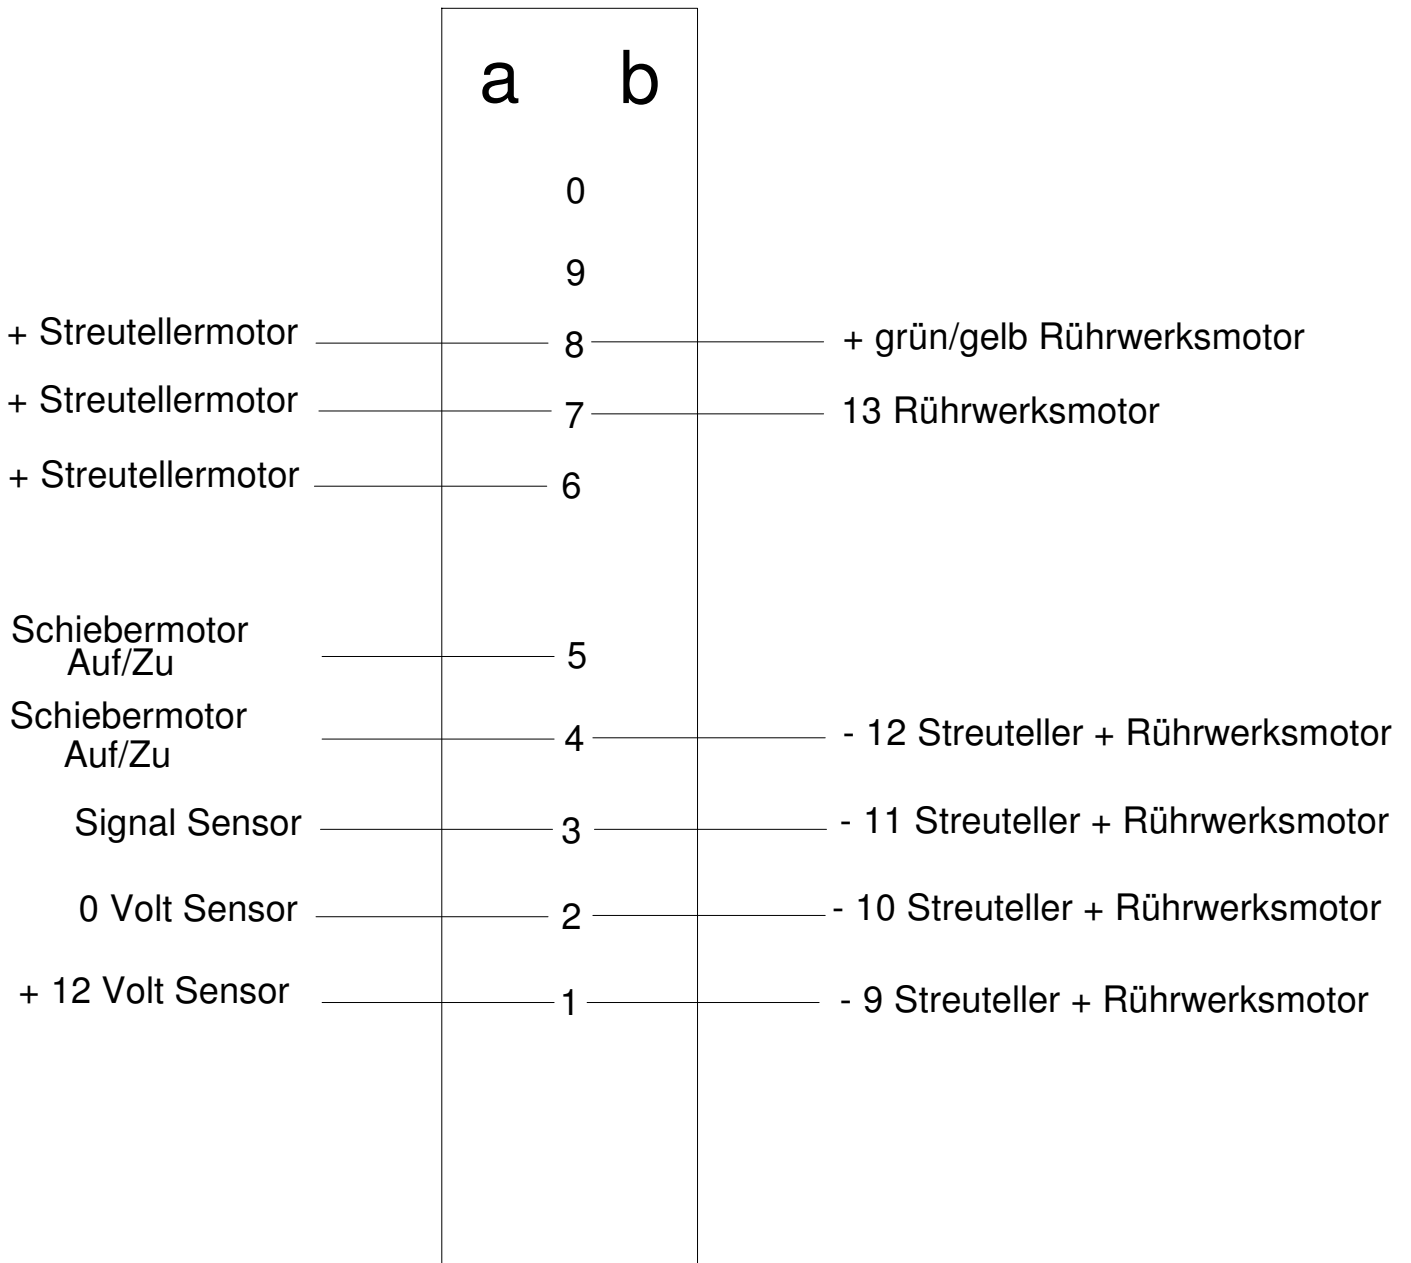 a b
0
9
+ Streutellermotor 8 + grün/gelb Rührwerksmotor
+ Streutellermotor 7 13 Rührwerksmotor
+ Streutellermotor 6
Schiebermotor
Auf/Zu 5
Schiebermotor
Auf/Zu 4 - 12 Streuteller + Rührwerksmotor
Signal Sensor 3 - 11 Streuteller + Rührwerksmotor
0 Volt Sensor 2 - 10 Streuteller + Rührwerksmotor
+ 12 Volt Sensor 1 - 9 Streuteller + Rührwerksmotor